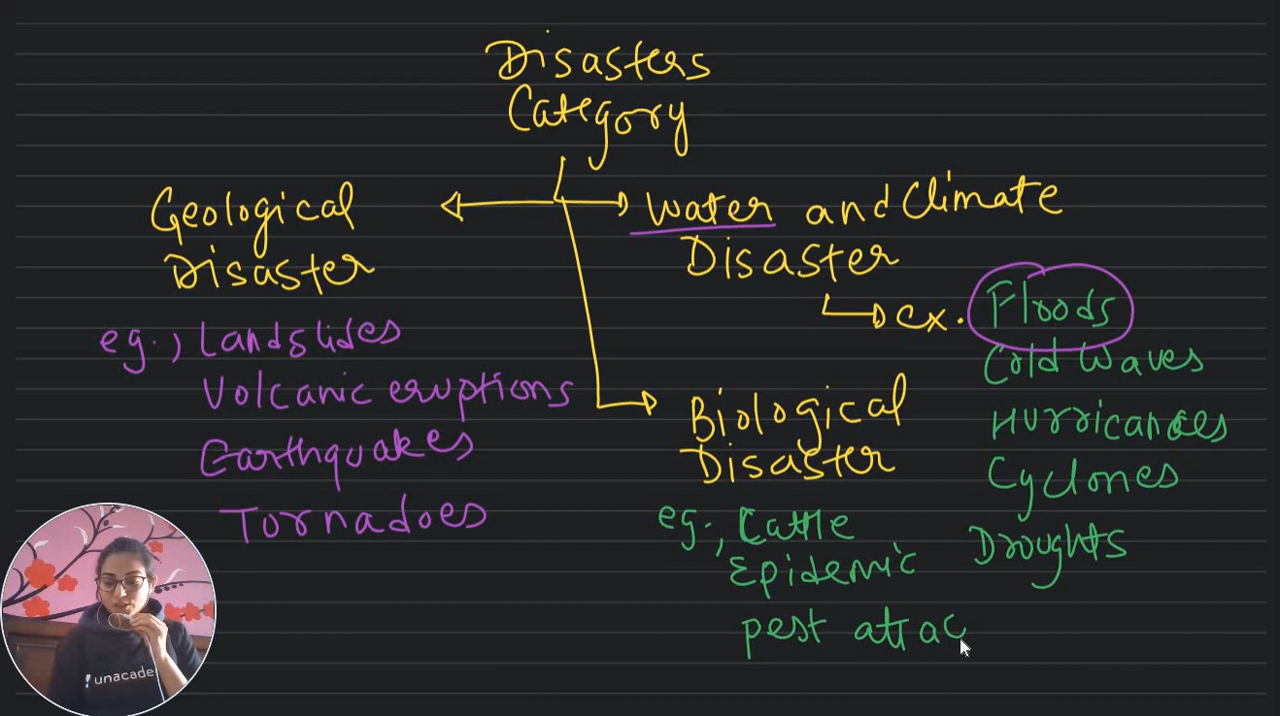 Disasters
Category
Geological
Disaster
eg., Landslides
Volcanic eruptions
Earthquakes
Tornadoes
Water and Climate
Disaster
ex. Floods
Cold Waves
Hurricanes
Cyclones
Droughts
Biological
Disaster
eg., Cattle
Epidemic
pest attac
unacade